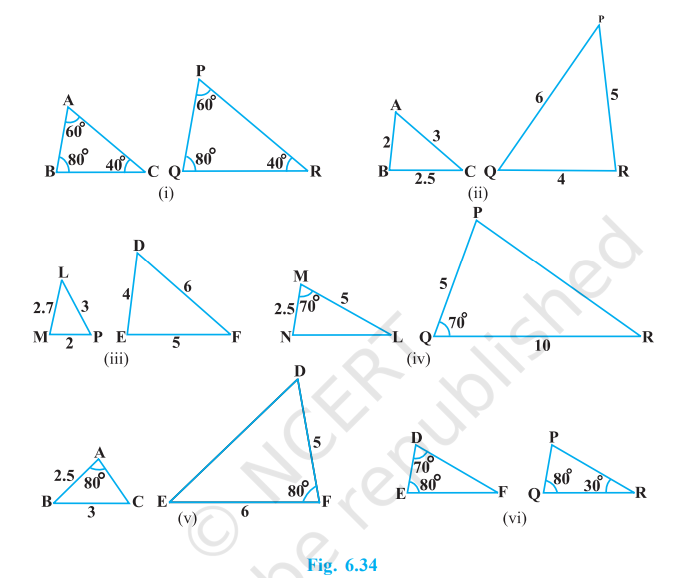 A
60°
B 80° 40° C
P
60°
Q 80° 40° R
(i)
A
2 3
B 2.5 C
P
6 5
Q 4 R
(ii)
L
2.7 3
M 2 P
D
4 6
E 5 F
(iii)
M
2.5 70° 5
N L
P
5
Q 70° 10 R
(iv)
A
2.5 80°
B 3 C
D
5
E 80° F
6
(v)
D
70°
E 80° F
P
Q 80° 30° R
(vi)
© NCERT
be republished
Fig. 6.34